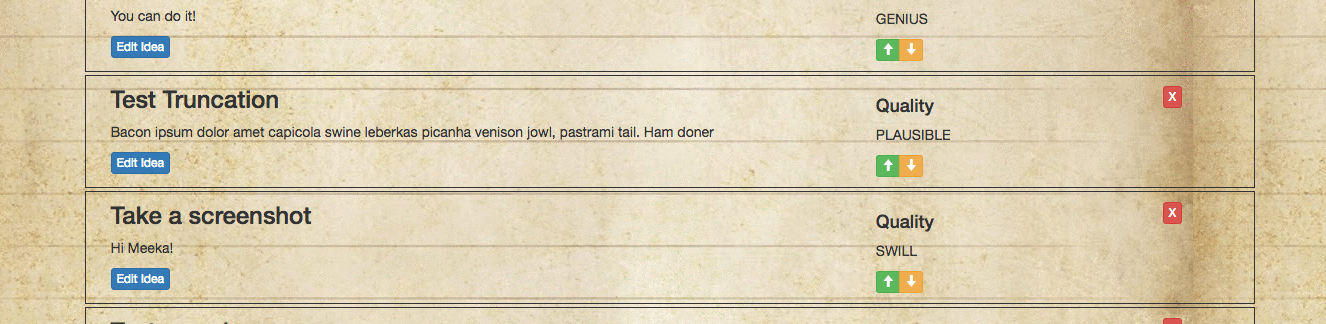 You can do it!
GENIUS
Edit Idea
Test Truncation
X
Quality
Bacon ipsum dolor amet capicola swine leberkas picanha venison jowl, pastrami tail. Ham doner
PLAUSIBLE
Edit Idea
Take a screenshot
X
Quality
Hi Meeka!
SWILL
Edit Idea